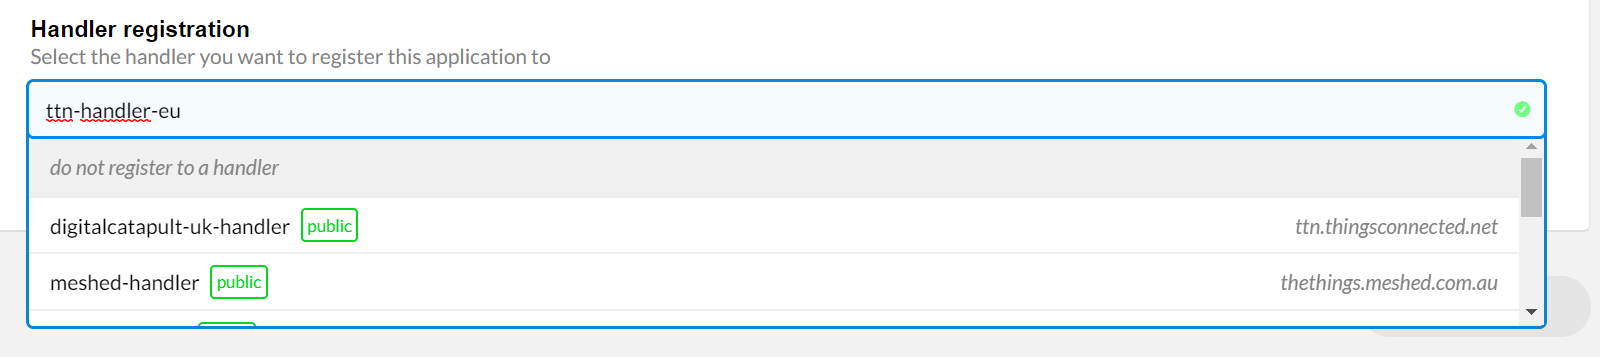 Handler registration
Select the handler you want to register this application to
ttn-handler-eu
do not register to a handler
digitalcatapult-uk-handler public ttn.thingsconnected.net
meshed-handler public thethings.meshed.com.au